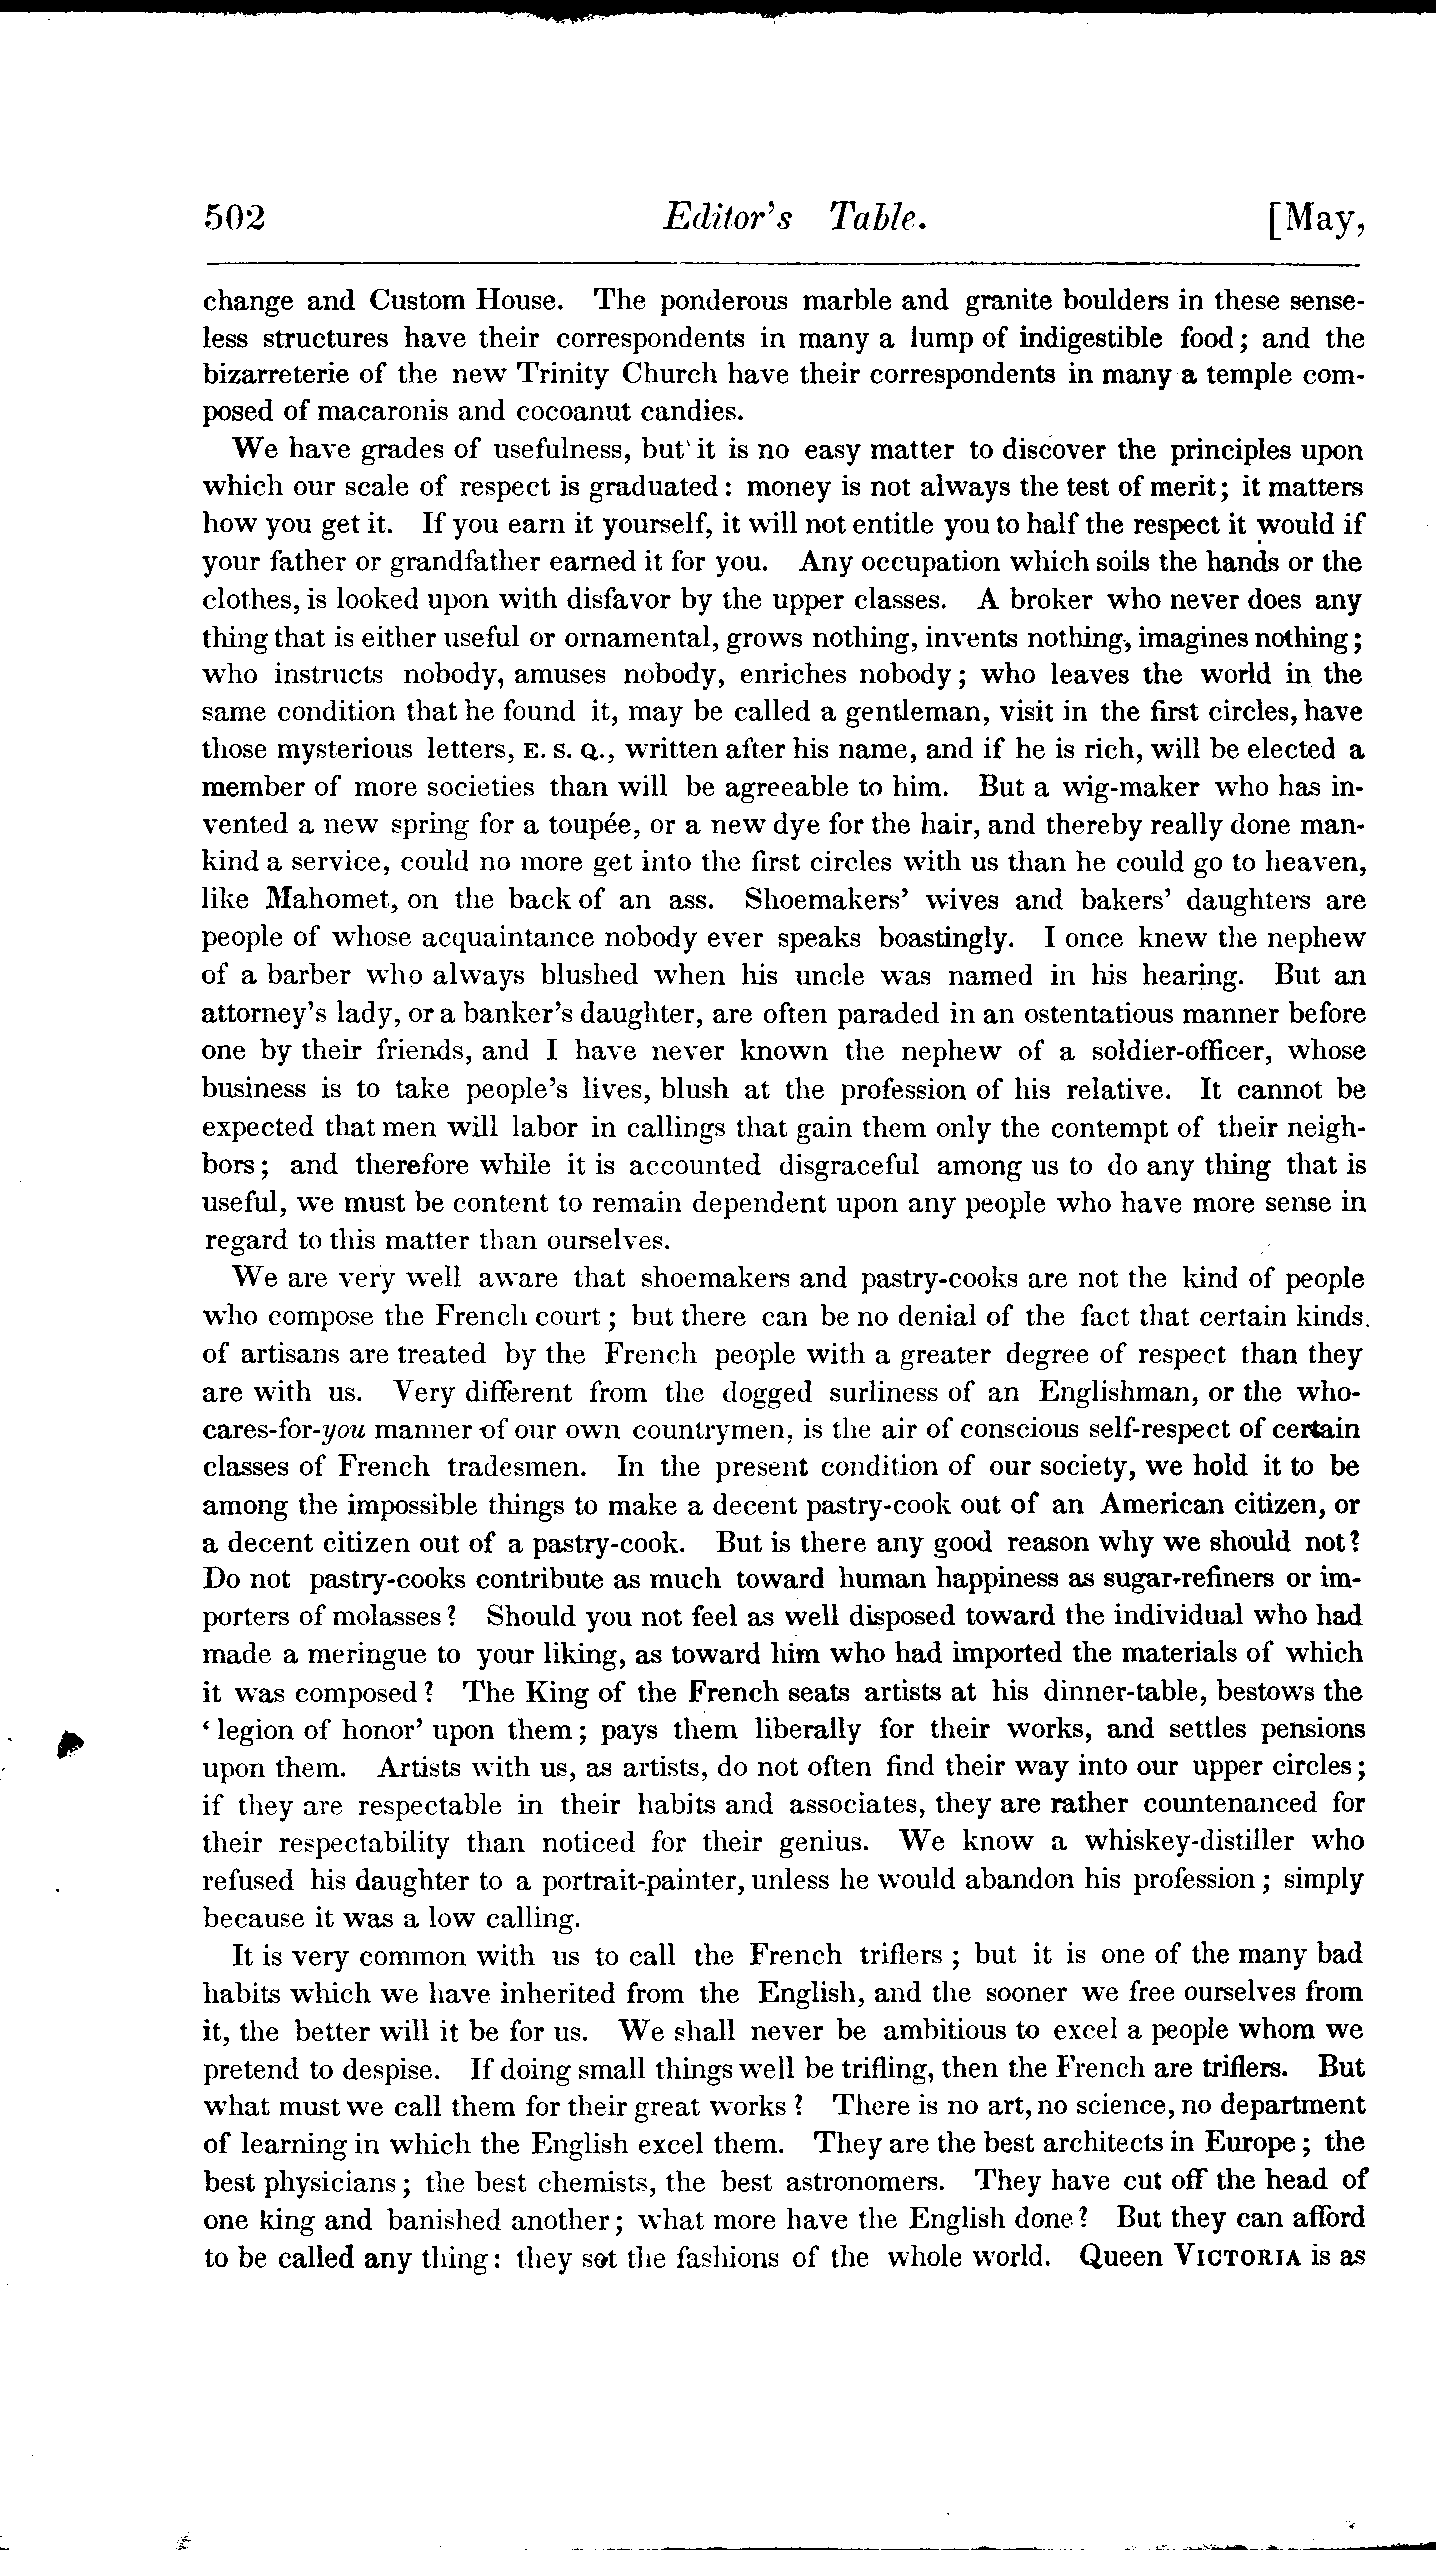 502 Editor's Table. [May,
change and Custom House. The ponderous marble and granite boulders in these sense-
less structures have their correspondents in many a lump of indigestible food; and the
bizarreterie of the new Trinity Church have their correspondents in many a temple com-
posed of macaronis and cocoanut candies.
We have grades of usefulness, but it is no easy matter to discover the principles upon
which our scale of respect is graduated: money is not always the test of merit; it matters
how you get it. If you earn it yourself, it will not entitle you to half the respect it would if
your father or grandfather earned it for you. Any occupation which soils the hands or the
clothes, is looked upon with disfavor by the upper classes. A broker who never does any
thing that is either useful or ornamental, grows nothing, invents nothing, imagines nothing;
who instructs nobody, amuses nobody, enriches nobody; who leaves the world in the
same condition that he found it, may be called a gentleman, visit in the first circles, have
those mysterious letters, E. S. Q., written after his name, and if he is rich, will be elected a
member of more societies than will be agreeable to him. But a wig-maker who has in-
vented a new spring for a toupée, or a new dye for the hair, and thereby really done man-
kind a service, could no more get into the first circles with us than he could go to heaven,
like Mahomet, on the back of an ass. Shoemakers' wives and bakers' daughters are
people of whose acquaintance nobody ever speaks boastingly. I once knew the nephew
of a barber who always blushed when his uncle was named in his hearing. But an
attorney's lady, or a banker's daughter, are often paraded in an ostentatious manner before
one by their friends, and I have never known the nephew of a soldier-officer, whose
business is to take people's lives, blush at the profession of his relative. It cannot be
expected that men will labor in callings that gain them only the contempt of their neigh-
bors; and therefore while it is accounted disgraceful among us to do any thing that is
useful, we must be content to remain dependent upon any people who have more sense in
regard to this matter than ourselves.
We are very well aware that shoemakers and pastry-cooks are not the kind of people
who compose the French court; but there can be no denial of the fact that certain kinds
of artisans are treated by the French people with a greater degree of respect than they
are with us. Very different from the dogged surliness of an Englishman, or the who-
cares-for-you manner of our own countrymen, is the air of conscious self-respect of certain
classes of French tradesmen. In the present condition of our society, we hold it to be
among the impossible things to make a decent pastry-cook out of an American citizen, or
a decent citizen out of a pastry-cook. But is there any good reason why we should not?
Do not pastry-cooks contribute as much toward human happiness as sugar-refiners or im-
porters of molasses? Should you not feel as well disposed toward the individual who had
made a meringue to your liking, as toward him who had imported the materials of which
it was composed? The King of the French seats artists at his dinner-table, bestows the
'legion of honor' upon them; pays them liberally for their works, and settles pensions
upon them. Artists with us, as artists, do not often find their way into our upper circles;
if they are respectable in their habits and associates, they are rather countenanced for
their respectability than noticed for their genius. We know a whiskey-distiller who
refused his daughter to a portrait-painter, unless he would abandon his profession; simply
because it was a low calling.
It is very common with us to call the French triflers; but it is one of the many bad
habits which we have inherited from the English, and the sooner we free ourselves from
it, the better will it be for us. We shall never be ambitious to excel a people whom we
pretend to despise. If doing small things well be trifling, then the French are triflers. But
what must we call them for their great works? There is no art, no science, no department
of learning in which the English excel them. They are the best architects in Europe; the
best physicians; the best chemists, the best astronomers. They have cut off the head of
one king and banished another; what more have the English done? But they can afford
to be called any thing: they set the fashions of the whole world. Queen VICTORIA is as